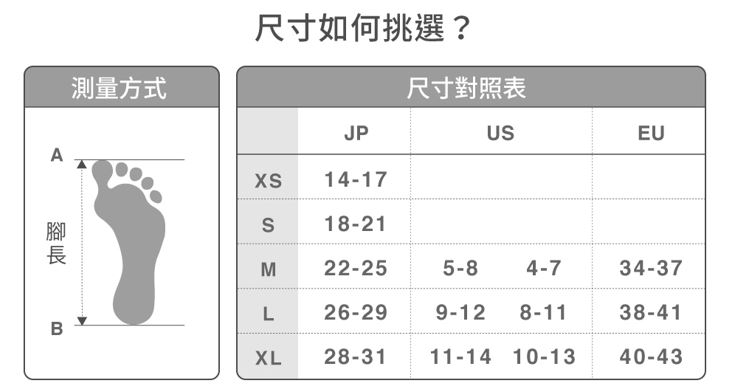 尺寸如何挑選？
測量方式
A
腳長
B
尺寸對照表
JP US EU
XS 14-17
S 18-21
M 22-25 5-8 4-7 34-37
L 26-29 9-12 8-11 38-41
XL 28-31 11-14 10-13 40-43